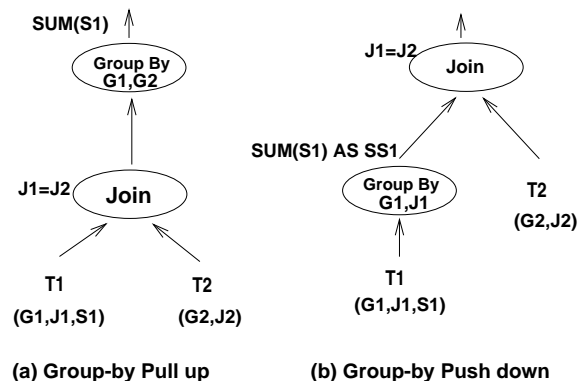 SUM(S1)
Group By
G1,G2
J1=J2
Join
T1
(G1,J1,S1)
T2
(G2,J2)
(a) Group-by Pull up
J1=J2
Join
SUM(S1) AS SS1
Group By
G1,J1
T2
(G2,J2)
T1
(G1,J1,S1)
(b) Group-by Push down